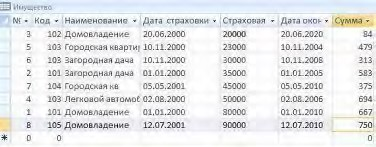 Имущество
№ Код Наименование Дата страховки Страховая Дата окон Сумма
3 102 Домовладение 20.06.2000 20000 20.06.2020 84
5 103 Городская кварти 10.11.2000 23000 10.11.2004 479
6 103 Загородная дача 10.11.2000 30000 10.11.2008 313
2 101 Загородная дача 01.01.2000 35000 01.01.2005 583
7 104 Городская кв 05.05.2001 45000 05.05.2010 375
4 103 Легковой автомоб 02.08.2000 50000 02.08.2006 694
1 101 Домовладение 01.01.2000 80000 01.01.2010 667
8 105 Домовладение 12.07.2001 90000 12.07.2010 750
* 0 0 0